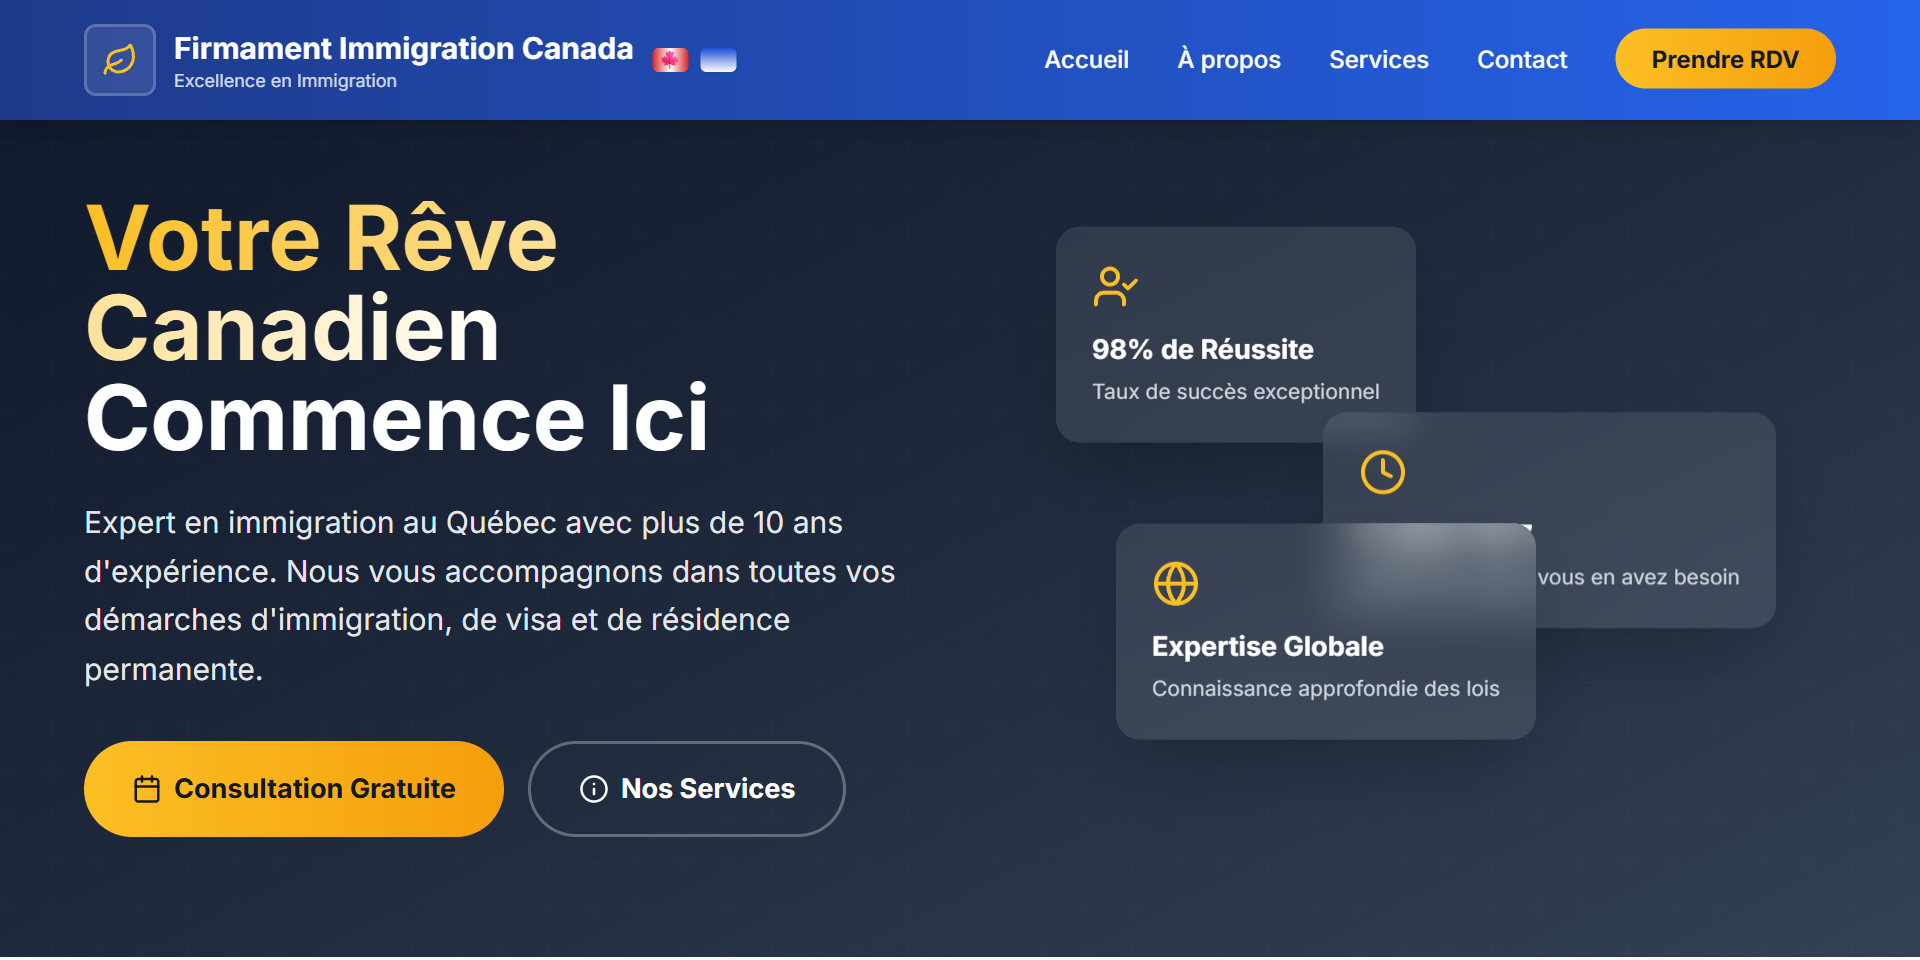 Firmament Immigration Canada
Excellence en Immigration
Accueil
À propos
Services
Contact
Prendre RDV
Votre Rêve
Canadien
Commence Ici
Expert en immigration au Québec avec plus de 10 ans
d'expérience. Nous vous accompagnons dans toutes vos
démarches d'immigration, de visa et de résidence
permanente.
Consultation Gratuite
Nos Services
98% de Réussite
Taux de succès exceptionnel
vous en avez besoin
Expertise Globale
Connaissance approfondie des lois